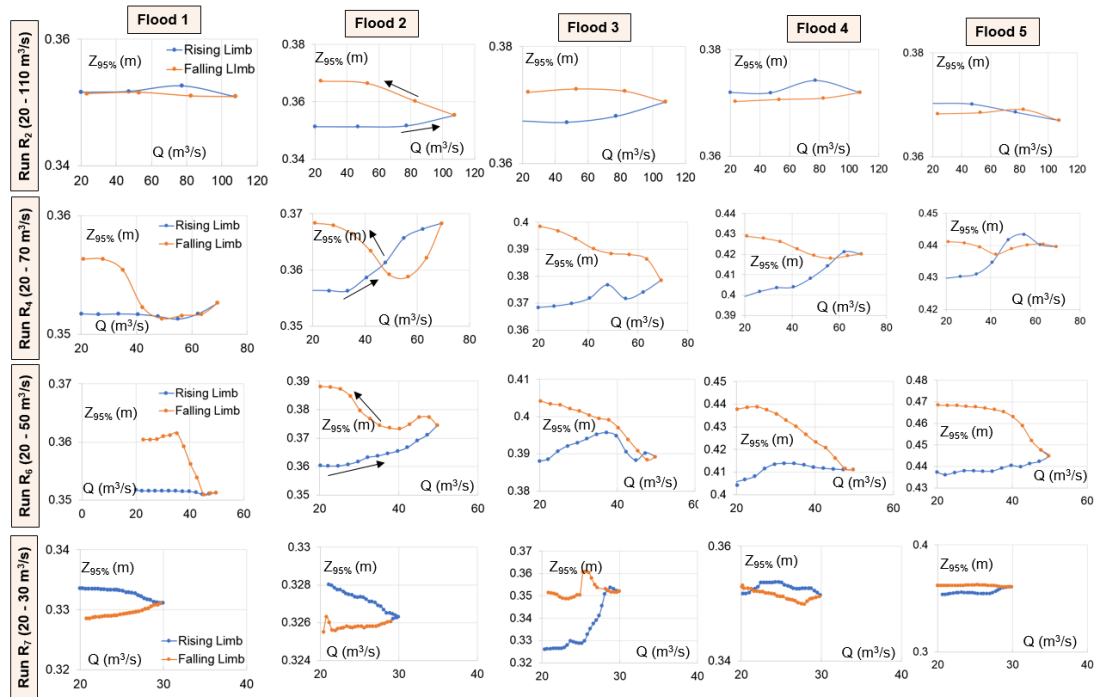 Flood 1
Flood 2
Flood 3
Flood 4
Flood 5
Run R2 (20 - 110 m³/s)
0.36
Z95% (m)
Rising Limb
Falling LImb
Q (m³/s)
0.34
20 40 60 80 100 120
0.38
Z95% (m)
0.36
0.34
Q (m³/s)
20 40 60 80 100 120
0.38
Z95% (m)
Q (m³/s)
0.36
20 40 60 80 100 120
0.38
Z95% (m)
Q (m³/s)
0.36
20 40 60 80 100 120
0.38
Z95% (m)
Q (m³/s)
0.36
20 40 60 80 100 120
Run R4 (20 - 70 m³/s)
0.36
Z95% (m)
Rising Limb
Falling Limb
Q (m³/s)
0.35
20 40 60 80
0.37
Z95% (m)
0.36
Q (m³/s)
0.35
20 40 60 80
0.4
Z95% (m)
0.39
0.38
0.37
Q (m³/s)
0.36
20 40 60 80
0.44
0.43
Z95% (m)
0.42
0.41
Q (m³/s)
0.4
0.39
20 40 60 80
0.45
Z95% (m)
0.44
0.43
Q (m³/s)
0.42
20 40 60 80
Run R6 (20 - 50 m³/s)
0.37
Z95% (m)
Rising Limb
Falling Limb
0.36
Q (m³/s)
0.35
0 20 40 60
0.39
0.38
Z95% (m)
0.37
0.36
Q (m³/s)
0.35
20 40 60
0.41
0.4
Z95% (m)
0.39
Q (m³/s)
0.38
20 40 60
0.45
0.44
0.43
Z95% (m)
0.42
0.41
Q (m³/s)
0.4
20 40 60
0.48
0.47
0.46
Z95% (m)
0.45
0.44
Q (m³/s)
0.43
20 40 60
Run R7 (20 - 30 m³/s)
0.34
Z95% (m)
0.33
Rising Limb
Falling Limb
Q (m³/s)
0.32
20 30 40
0.33
Z95% (m)
0.328
0.326
0.324
Q (m³/s)
20 30 40
0.37
0.36
Z95% (m)
0.35
0.34
0.33
Q (m³/s)
0.32
20 30 40
0.36
Z95% (m)
Q (m³/s)
0.34
20 30 40
0.4
Z95% (m)
0.3
Q (m³/s)
20 30 40